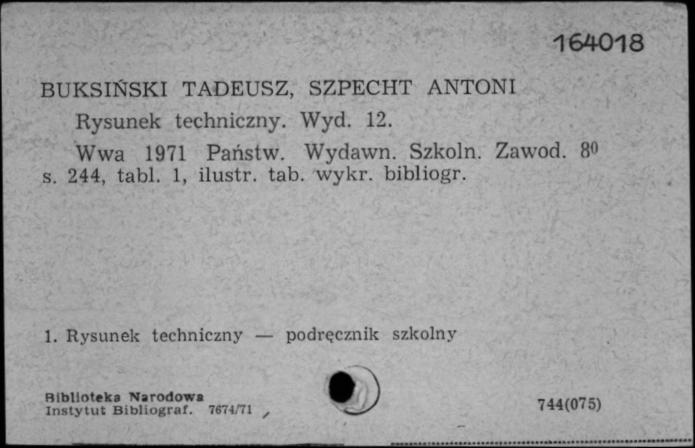 164018
BUKSIŃSKI TADEUSZ, SZPECHT ANTONI
Rysunek techniczny. Wyd. 12.
Wwa 1971 Państw. Wydawn. Szkoln. Zawod. 8⁰
s. 244, tabl. 1, ilustr. tab. wykr. bibliogr.
1. Rysunek techniczny — podręcznik szkolny
Biblioteka Narodowa
Instytut Bibliograf. 7674/71
744(075)